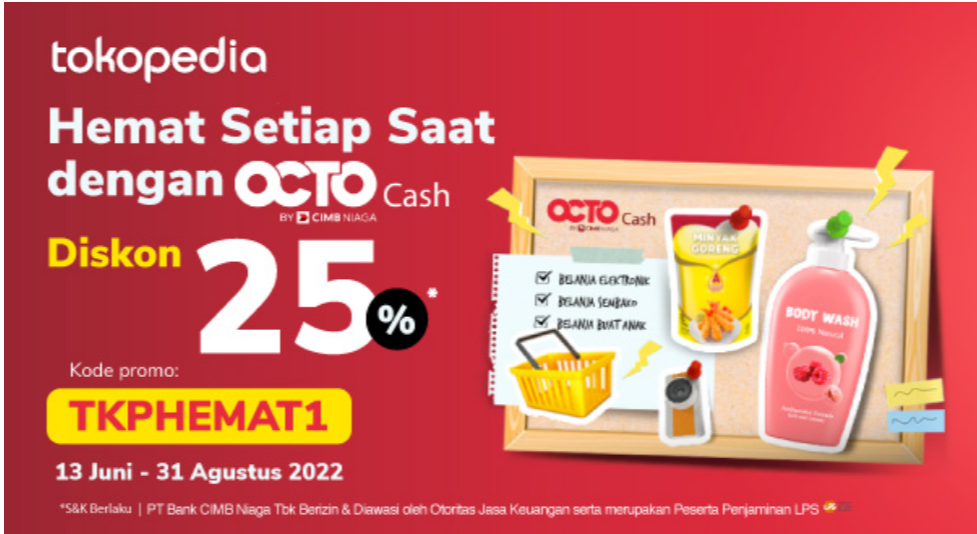 tokopedia
Hemat Setiap Saat
dengan OCTO Cash
BY CIMB NIAGA
Diskon 25%*
Kode promo:
TKPHEMAT1
13 Juni - 31 Agustus 2022
*S&K Berlaku | PT Bank CIMB Niaga Tbk Berizin & Diawasi oleh Otoritas Jasa Keuangan serta merupakan Peserta Penjaminan LPS
OCTO Cash
BY CIMB NIAGA
BELANJA ELEKTRONIK
BELANJA SEMBAKO
BELANJA BUAT ANAK
MINYAK
GORENG
BODY WASH
100% Natural